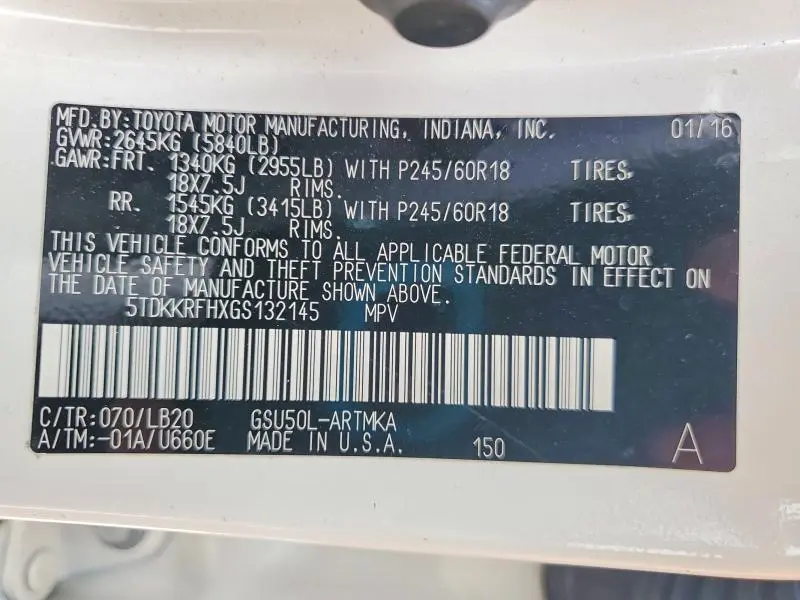 MFD.BY:TOYOTA MOTOR MANUFACTURING, INDIANA, INC. 01/16
GVWR:2645KG (5840LB)
GAWR:FRT. 1340KG (2955LB) WITH P245/60R18 TIRES
18X7.5J RIMS.
RR. 1545KG (3415LB) WITH P245/60R18 TIRES
18X7.5J RIMS.
THIS VEHICLE CONFORMS TO ALL APPLICABLE FEDERAL MOTOR
VEHICLE SAFETY AND THEFT PREVENTION STANDARDS IN EFFECT ON
THE DATE OF MANUFACTURE SHOWN ABOVE.
5TDKKRFHXGS132145 MPV
C/TR:070/LB20 GSU50L-ARTMKA
A/TM:-01A/U660E MADE IN U.S.A. 150 A